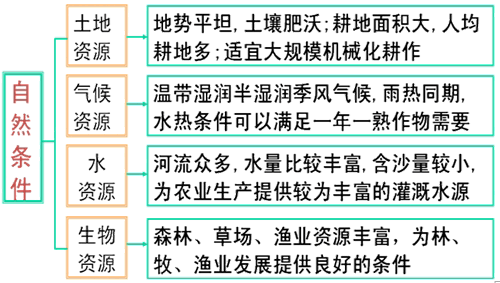 自然条件
土地资源
地势平坦,土壤肥沃;耕地面积大,人均
耕地多;适宜大规模机械化耕作
气候资源
温带湿润半湿润季风气候,雨热同期,
水热条件可以满足一年一熟作物需要
水资源
河流众多,水量比较丰富,含沙量较小,
为农业生产提供较为丰富的灌溉水源
生物资源
森林、草场、渔业资源丰富，为林、
牧、渔业发展提供良好的条件